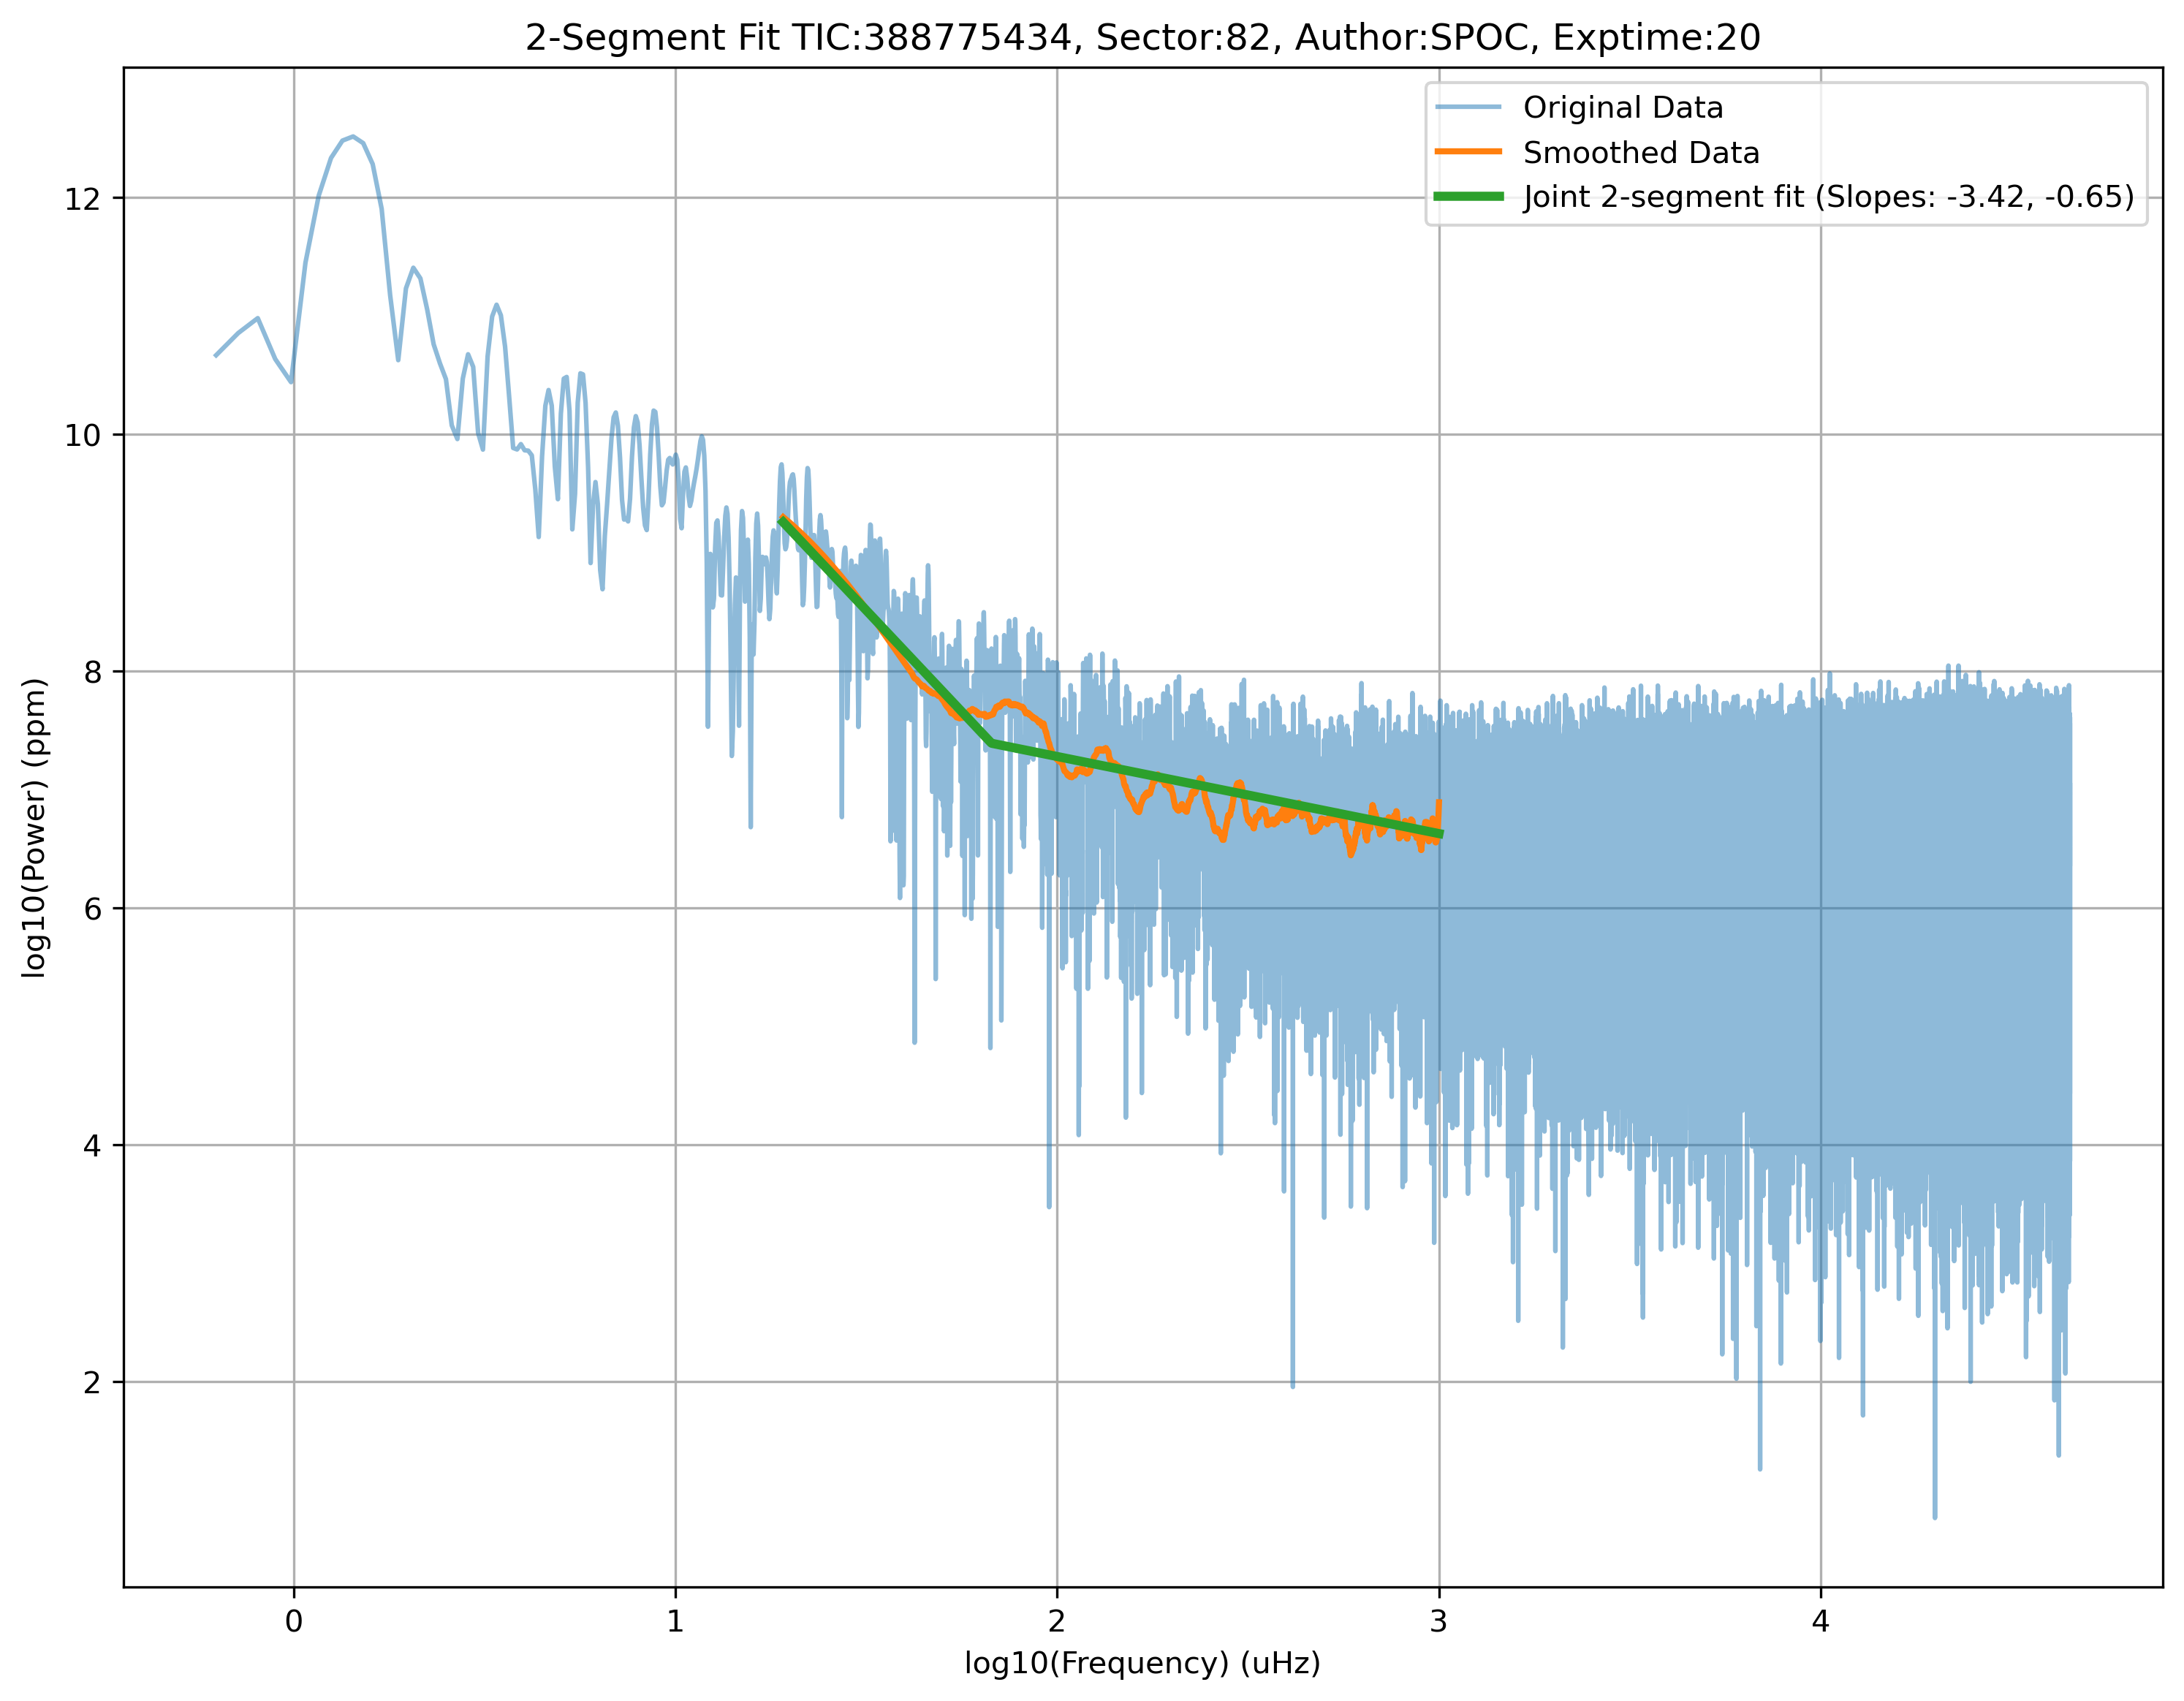 2-Segment Fit TIC:388775434, Sector:82, Author:SPOC, Exptime:20
Original Data
Smoothed Data
Joint 2-segment fit (Slopes: -3.42, -0.65)
log10(Power) (ppm)
12
10
8
6
4
2
0
1
2
3
4
log10(Frequency) (uHz)